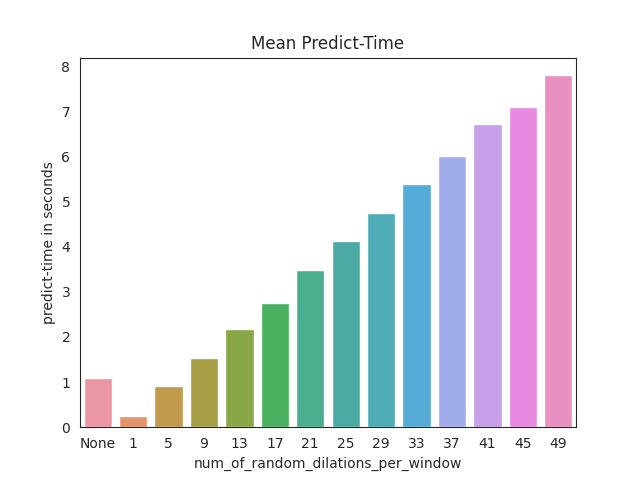 Mean Predict-Time
predict-time in seconds
8
7
6
5
4
3
2
1
0
None 1 5 9 13 17 21 25 29 33 37 41 45 49
num_of_random_dilations_per_window